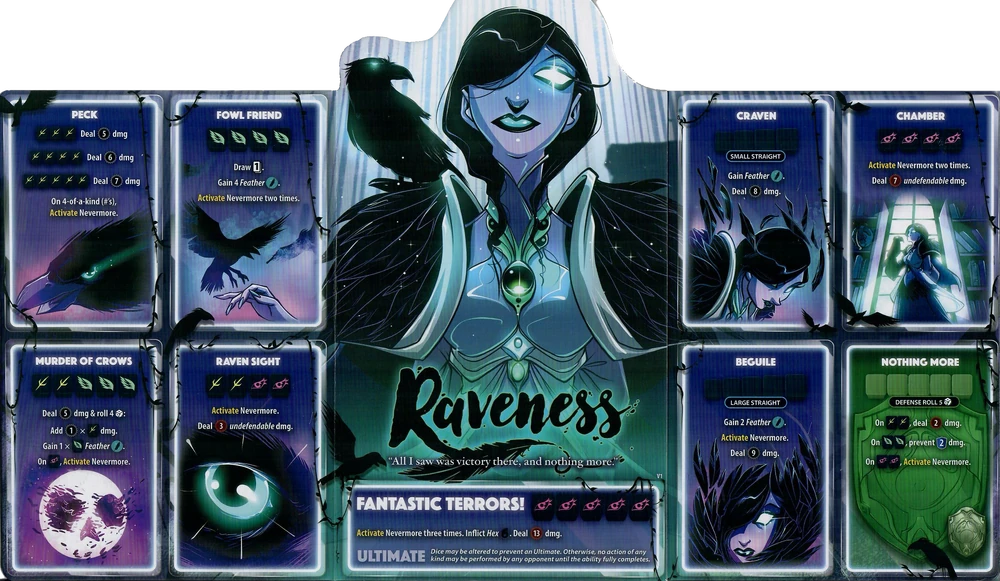 PECK
Deal 5 dmg
Deal 6 dmg
Deal 7 dmg
On 4-of-a-kind (#'s),
Activate Nevermore.
FOWL FRIEND
Draw 1.
Gain 4 Feather.
Activate Nevermore two times.
MURDER OF CROWS
Deal 5 dmg & roll 4:
Add 1 × dmg.
Gain 1 × Feather.
On, Activate Nevermore.
RAVEN SIGHT
Activate Nevermore.
Deal 3 undefendable dmg.
Raveness
"All I saw was victory there, and nothing more."
V1
FANTASTIC TERRORS!
Activate Nevermore three times. Inflict Hex. Deal 13 dmg.
ULTIMATE
Dice may be altered to prevent an Ultimate. Otherwise, no action of any
kind may be performed by any opponent until the ability fully completes.
CRAVEN
SMALL STRAIGHT
Gain Feather.
Deal 8 dmg.
CHAMBER
Activate Nevermore two times.
Deal 7 undefendable dmg.
BEGUILE
LARGE STRAIGHT
Gain 2 Feather.
Activate Nevermore.
Deal 9 dmg.
NOTHING MORE
DEFENSE ROLL 5
On, deal 2 dmg.
On, prevent 2 dmg.
On, Activate Nevermore.